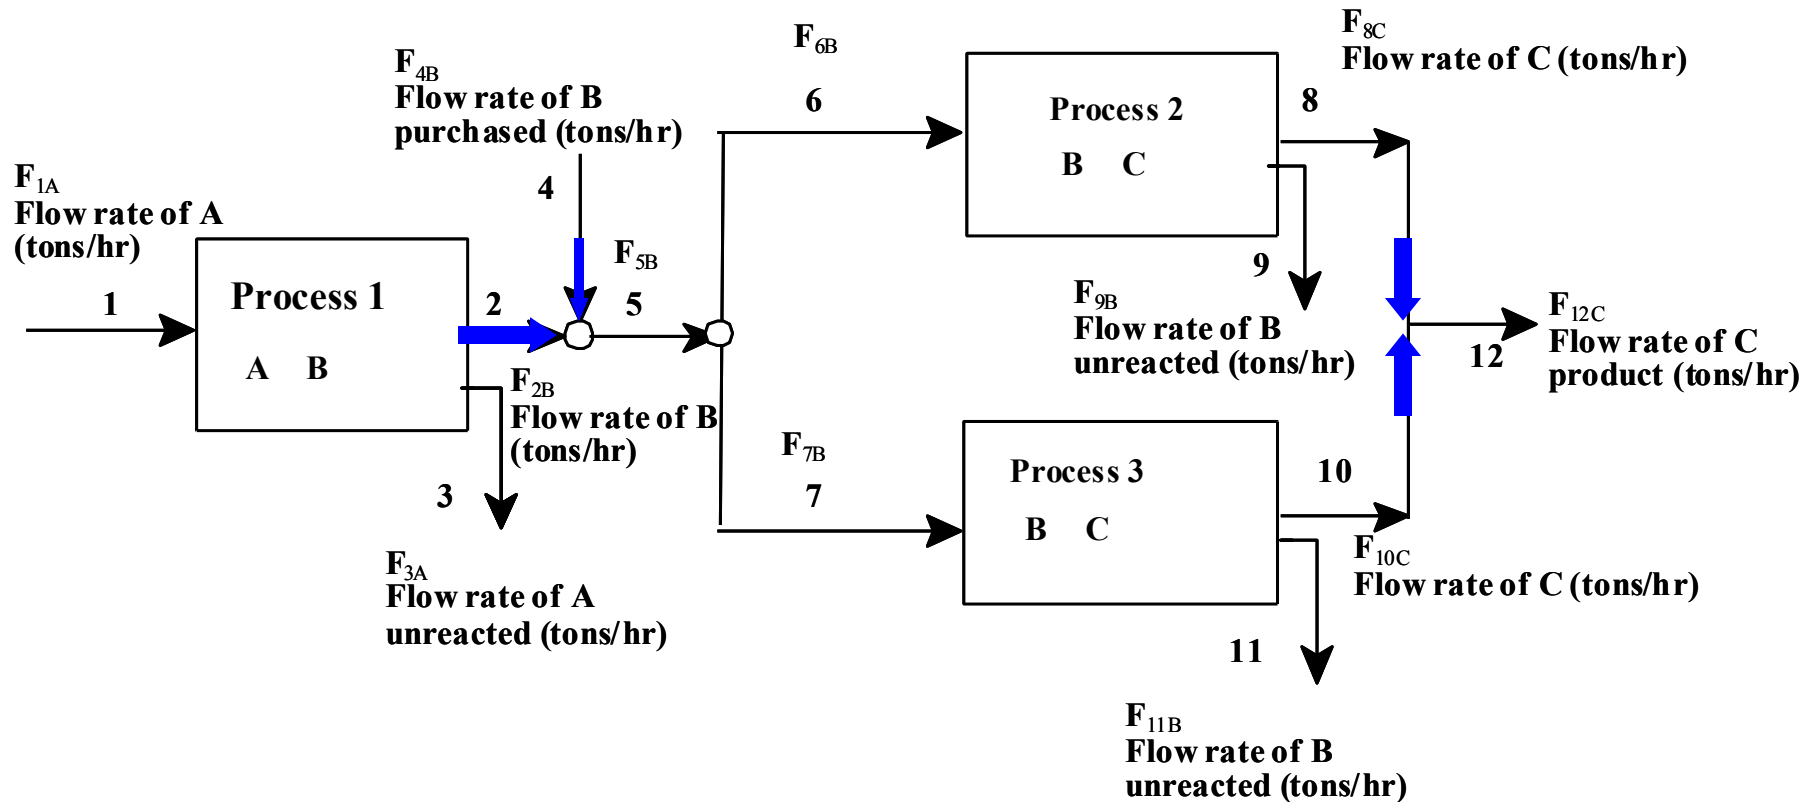 F1A
Flow rate of A
(tons/hr)
1
Process 1
A B
F4B
Flow rate of B
purchased (tons/hr)
4
2
F2B
Flow rate of B
(tons/hr)
3
F3A
Flow rate of A
unreacted (tons/hr)
F5B
5
F6B
6
F7B
7
Process 2
B C
F8C
Flow rate of C (tons/hr)
8
9
F9B
Flow rate of B
unreacted (tons/hr)
Process 3
B C
10
F10C
Flow rate of C (tons/hr)
11
F11B
Flow rate of B
unreacted (tons/hr)
F12C
Flow rate of C
product (tons/hr)
12